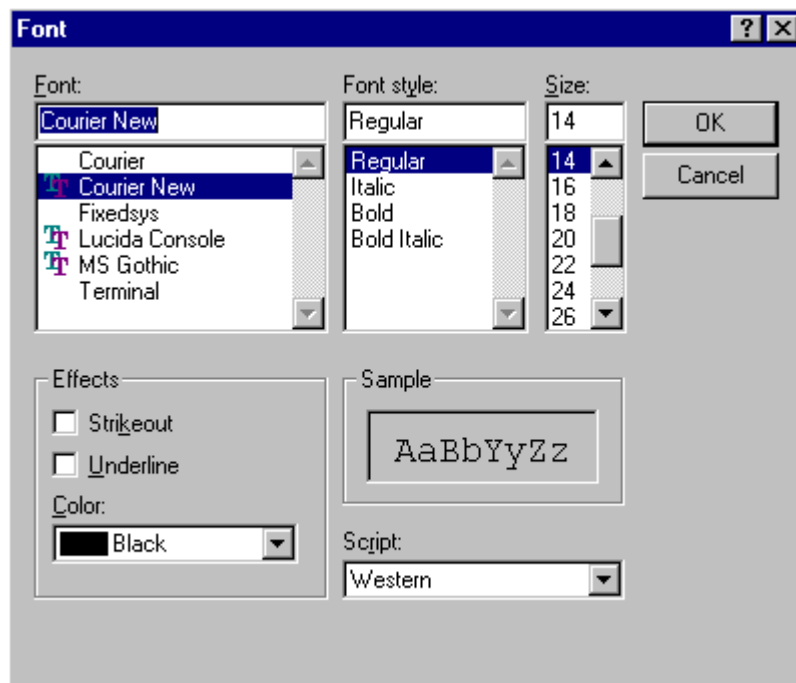 Font
Font:
Courier New
Courier
Courier New
Fixedsys
Lucida Console
MS Gothic
Terminal
Font style:
Regular
Regular
Italic
Bold
Bold Italic
Size:
14
14
16
18
20
22
24
26
OK
Cancel
Effects
Strikeout
Underline
Color:
Black
Sample
AaBbYyZz
Script:
Western